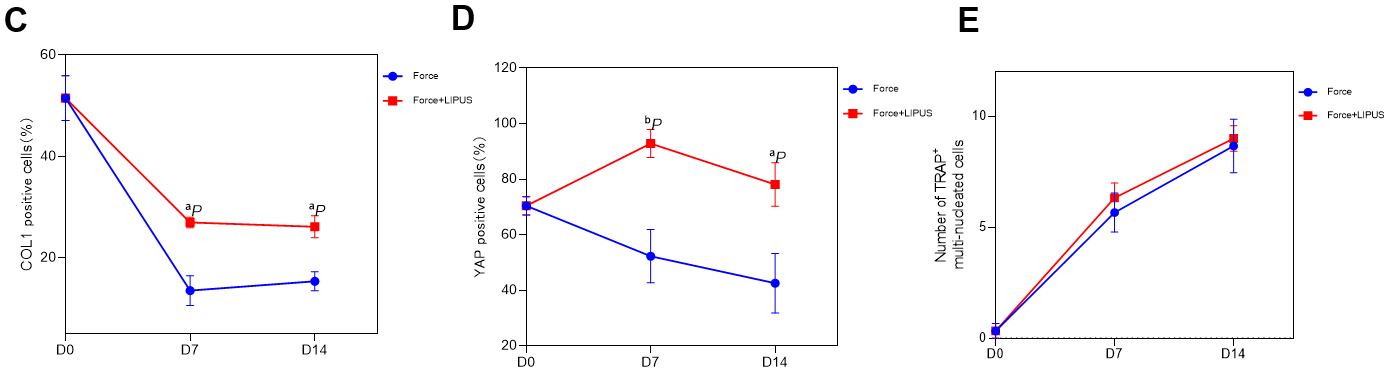 C
60
40
20
COL1 positive cells(%)
D0
D7
D14
aP
aP
Force
Force+LIPUS
D
120
100
80
60
40
20
YAP positive cells(%)
D0
D7
D14
bP
aP
Force
Force+LIPUS
E
10
5
0
Number of TRAP+
multi-nucleated cells
D0
D7
D14
Force
Force+LIPUS